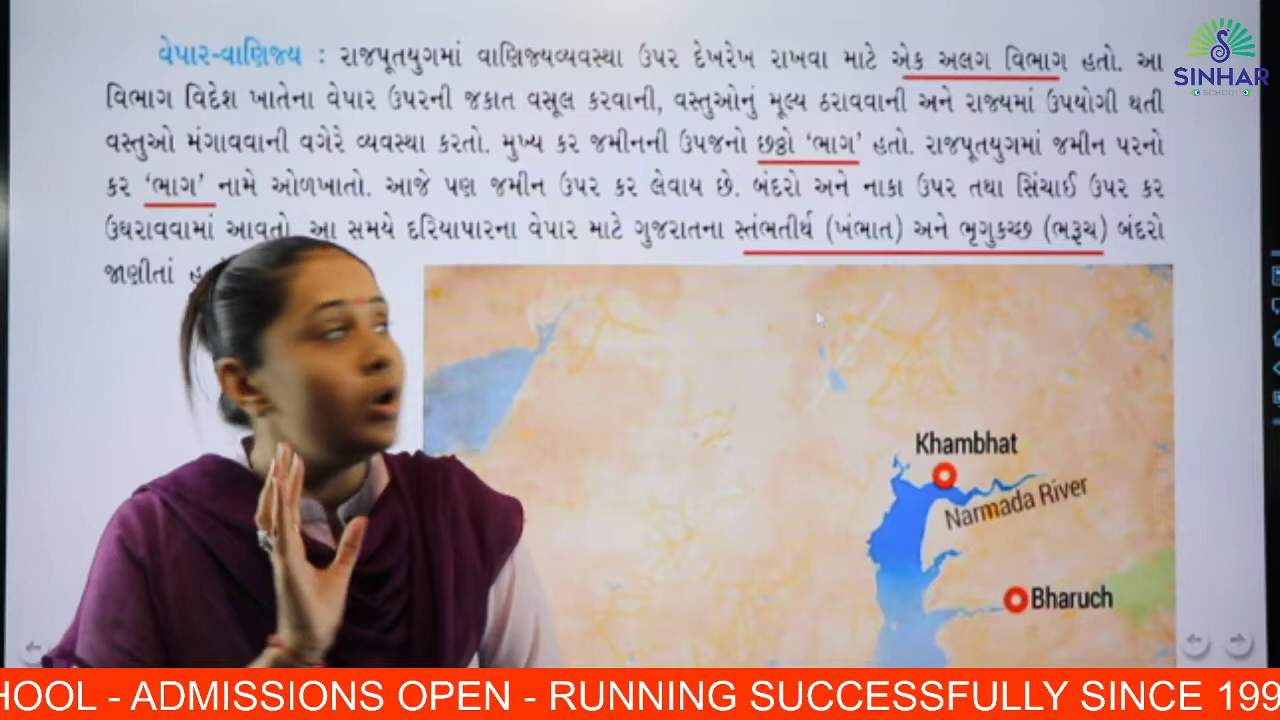 વેપાર-વાણિજ્ય : રાજપૂતયુગમાં વાણિજ્યવ્યવસ્થા ઉપર દેખરેખ રાખવા માટે એક અલગ વિભાગ હતો. આ
વિભાગ વિદેશ ખાતેના વેપાર ઉપરની જકાત વસૂલ કરવાની, વસ્તુઓનું મૂલ્ય ઠરાવવાની અને રાજ્યમાં ઉપયોગી થતી
વસ્તુઓ મંગાવવાની વગેરે વ્યવસ્થા કરતો. મુખ્ય કર જમીનની ઉપજનો છઠ્ઠો ‘ભાગ’ હતો. રાજપૂતયુગમાં જમીન પરનો
કર ‘ભાગ’ નામે ઓળખાતો. આજે પણ જમીન ઉપર કર લેવાય છે. બંદરો અને નાકા ઉપર તથા સિંચાઈ ઉપર કર
ઉઘરાવવામાં આવતો. આ સમયે દરિયાપારના વેપાર માટે ગુજરાતના સ્તંભતીર્થ (ખંભાત) અને ભૃગુકચ્છ (ભરૂચ) બંદરો
જાણીતાં
SINHAR
SCHOOL
Khambhat
Narmada River
Bharuch
HOOL - ADMISSIONS OPEN - RUNNING SUCCESSFULLY SINCE 199